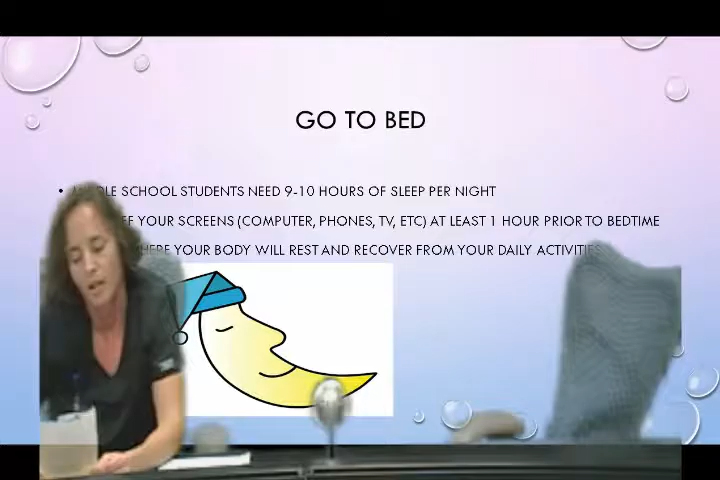 GO TO BED
• SCHOOL STUDENTS NEED 9-10 HOURS OF SLEEP PER NIGHT
YOUR SCREENS (COMPUTER, PHONES, TV, ETC) AT LEAST 1 HOUR PRIOR TO BEDTIME
YOUR BODY WILL REST AND RECOVER FROM YOUR DAILY ACTIVITIES